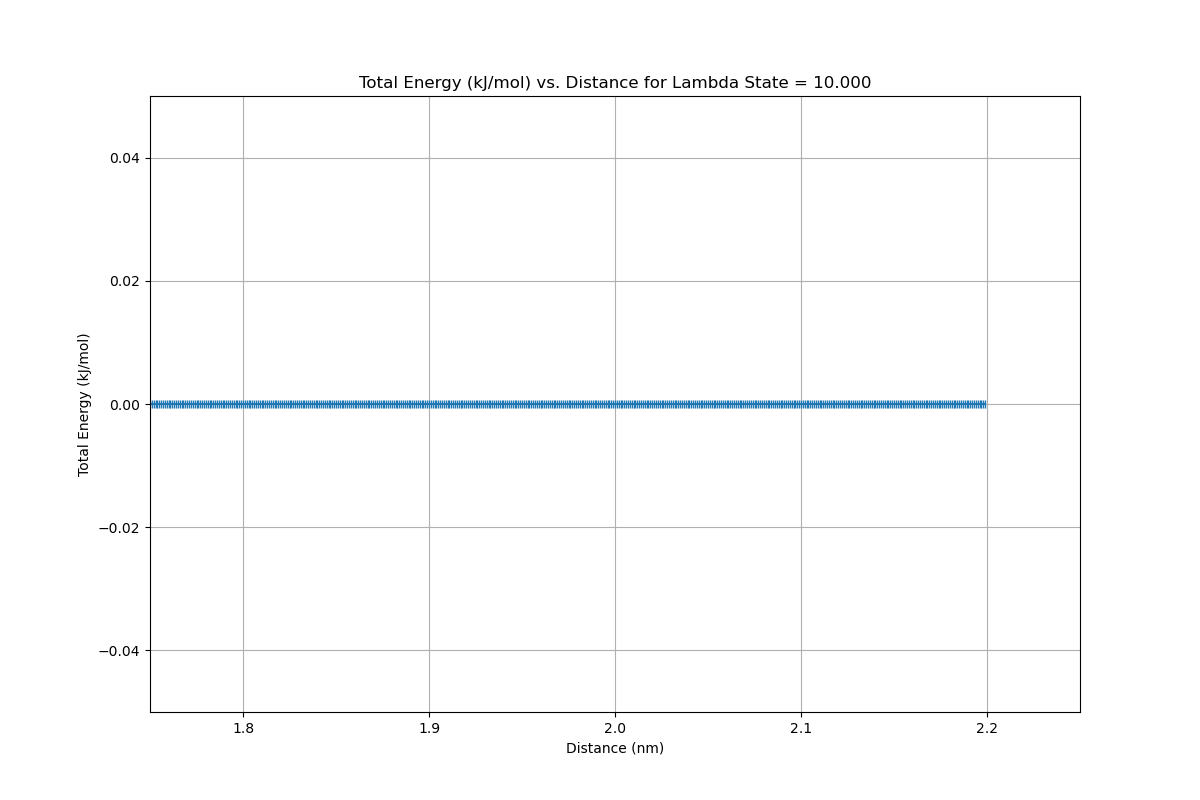 Total Energy (kJ/mol) vs. Distance for Lambda State = 10.000
0.04
0.02
0.00
−0.02
−0.04
Total Energy (kJ/mol)
1.8 1.9 2.0 2.1 2.2
Distance (nm)